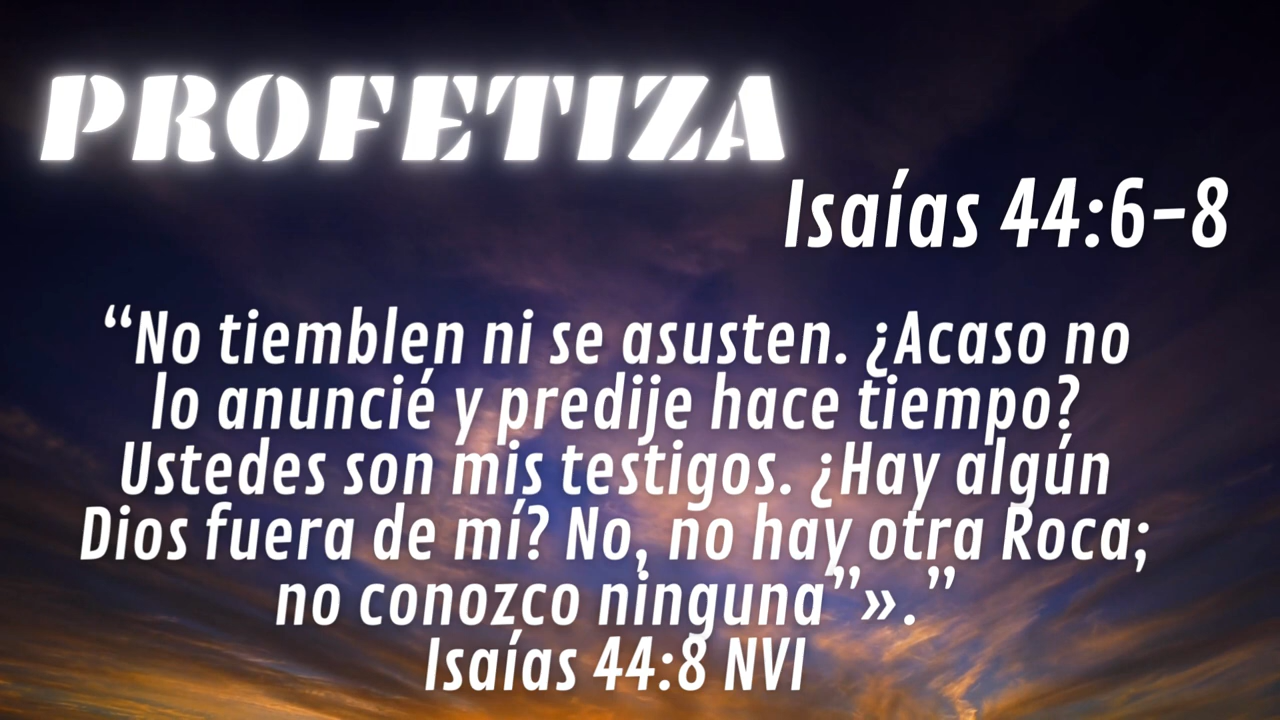 PROFETIZA
Isaías 44:6-8
“No tiemblen ni se asusten. ¿Acaso no
lo anuncié y predije hace tiempo?
Ustedes son mis testigos. ¿Hay algún
Dios fuera de mí? No, no hay otra Roca;
no conozco ninguna”».”
Isaías 44:8 NVI